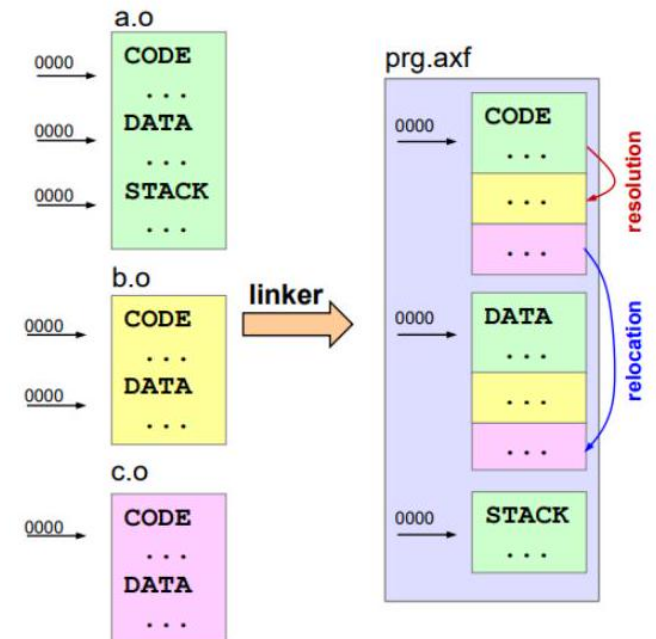 a.o
0000
CODE
...
0000
DATA
...
0000
STACK
...
b.o
0000
CODE
...
0000
DATA
...
c.o
0000
CODE
...
DATA
...
linker
prg.axf
0000
CODE
...
...
...
resolution
0000
DATA
...
...
...
relocation
0000
STACK
...